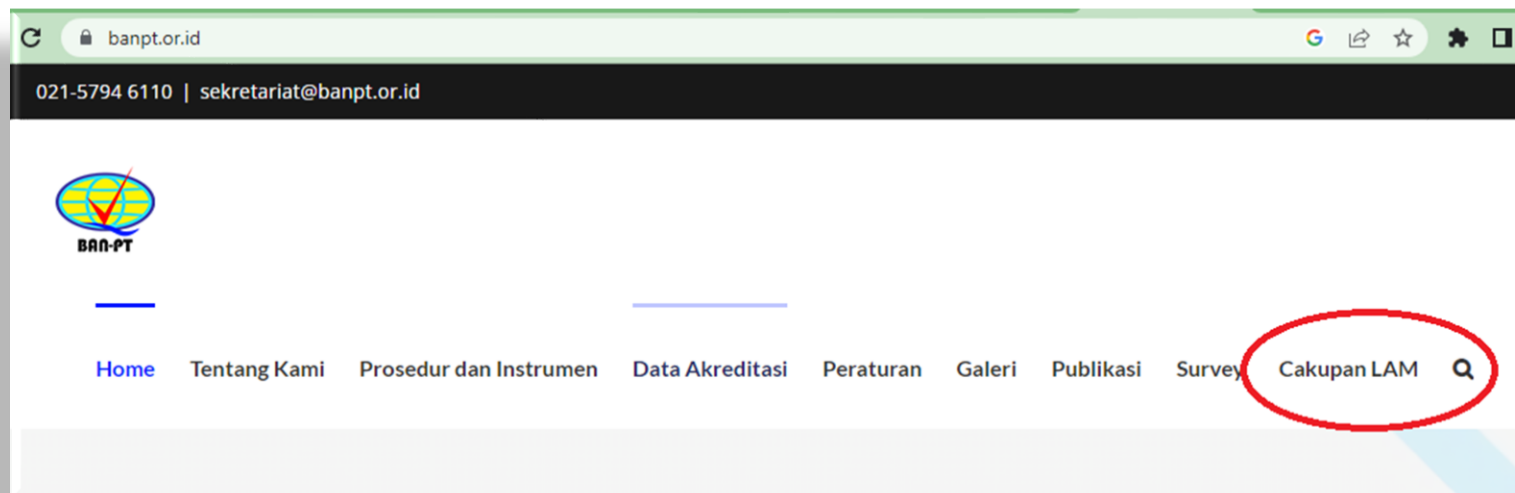 banpt.or.id
021-5794 6110 | sekretariat@banpt.or.id
BAN-PT
Home Tentang Kami Prosedur dan Instrumen Data Akreditasi Peraturan Galeri Publikasi Survey Cakupan LAM